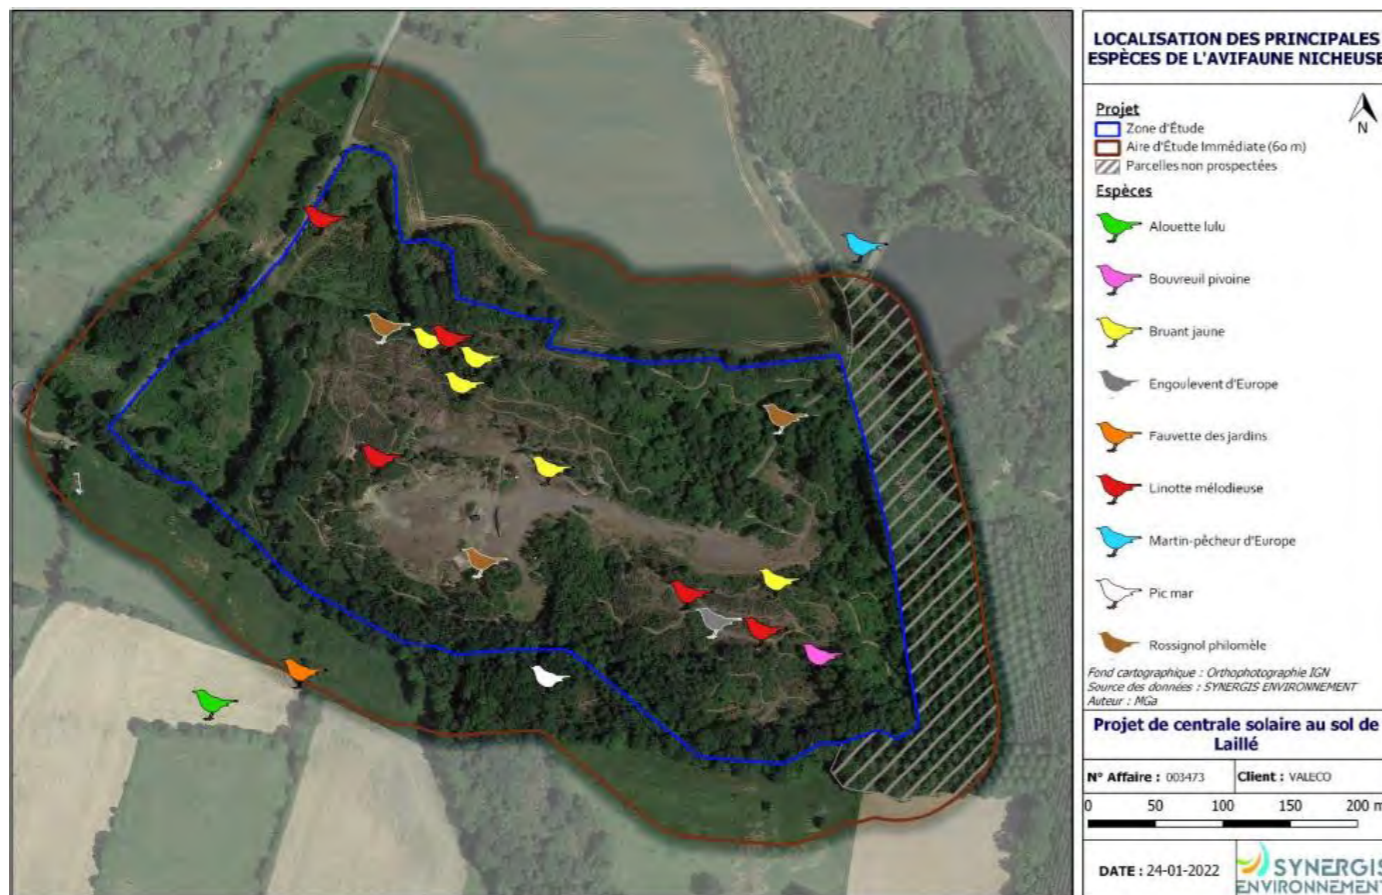 LOCALISATION DES PRINCIPALES
ESPÈCES DE L'AVIFAUNE NICHEUSE
Projet
N
Zone d'Étude
Aire d'Étude Immédiate (60 m)
Parcelles non prospectées
Espèces
Alouette lulu
Bouvreuil pivoine
Bruant jaune
Engoulevent d'Europe
Fauvette des jardins
Linotte mélodieuse
Martin-pêcheur d'Europe
Pic mar
Rossignol philomèle
Fond cartographique : Orthophotographie IGN
Source des données : SYNERGIS ENVIRONNEMENT
Auteur : MGa
Projet de centrale solaire au sol de
Laillé
N° Affaire : 003473 Client : VALECO
0 50 100 150 200 m
DATE : 24-01-2022
SYNERGIS
ENVIRONNEMENT